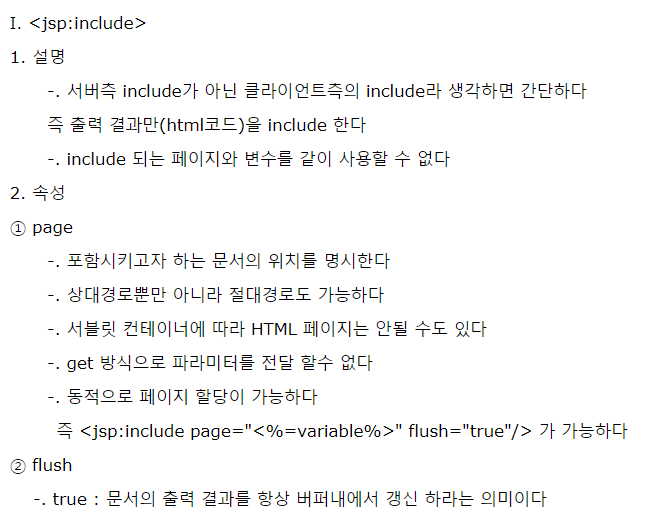 I. <jsp:include>
1. 설명
-. 서버측 include가 아닌 클라이언트측의 include라 생각하면 간단하다
즉 출력 결과만(html코드)을 include 한다
-. include 되는 페이지와 변수를 같이 사용할 수 없다
2. 속성
① page
-. 포함시키고자 하는 문서의 위치를 명시한다
-. 상대경로뿐만 아니라 절대경로도 가능하다
-. 서블릿 컨테이너에 따라 HTML 페이지는 안될 수도 있다
-. get 방식으로 파라미터를 전달 할수 없다
-. 동적으로 페이지 할당이 가능하다
즉 <jsp:include page="<%=variable%>" flush="true"/> 가 가능하다
② flush
-. true : 문서의 출력 결과를 항상 버퍼내에서 갱신 하라는 의미이다